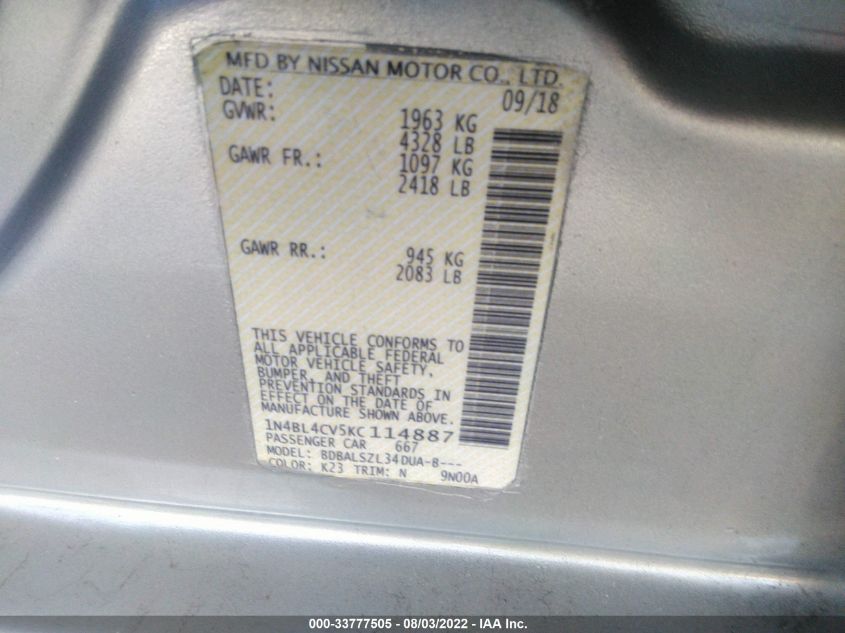 MFD BY NISSAN MOTOR CO., LTD.
DATE: 09/18
GVWR: 1963 KG
4328 LB
GAWR FR.: 1097 KG
2418 LB
GAWR RR.: 945 KG
2083 LB
THIS VEHICLE CONFORMS TO
ALL APPLICABLE FEDERAL
MOTOR VEHICLE SAFETY,
BUMPER, AND THEFT
PREVENTION STANDARDS IN
EFFECT ON THE DATE OF
MANUFACTURE SHOWN ABOVE.
1N4BL4CV5KC114887
PASSENGER CAR 667
MODEL: BDBALSZL34DUA-8---
COLOR: K23 TRIM: N 9N00A
000-33777505 - 08/03/2022 - IAA Inc.